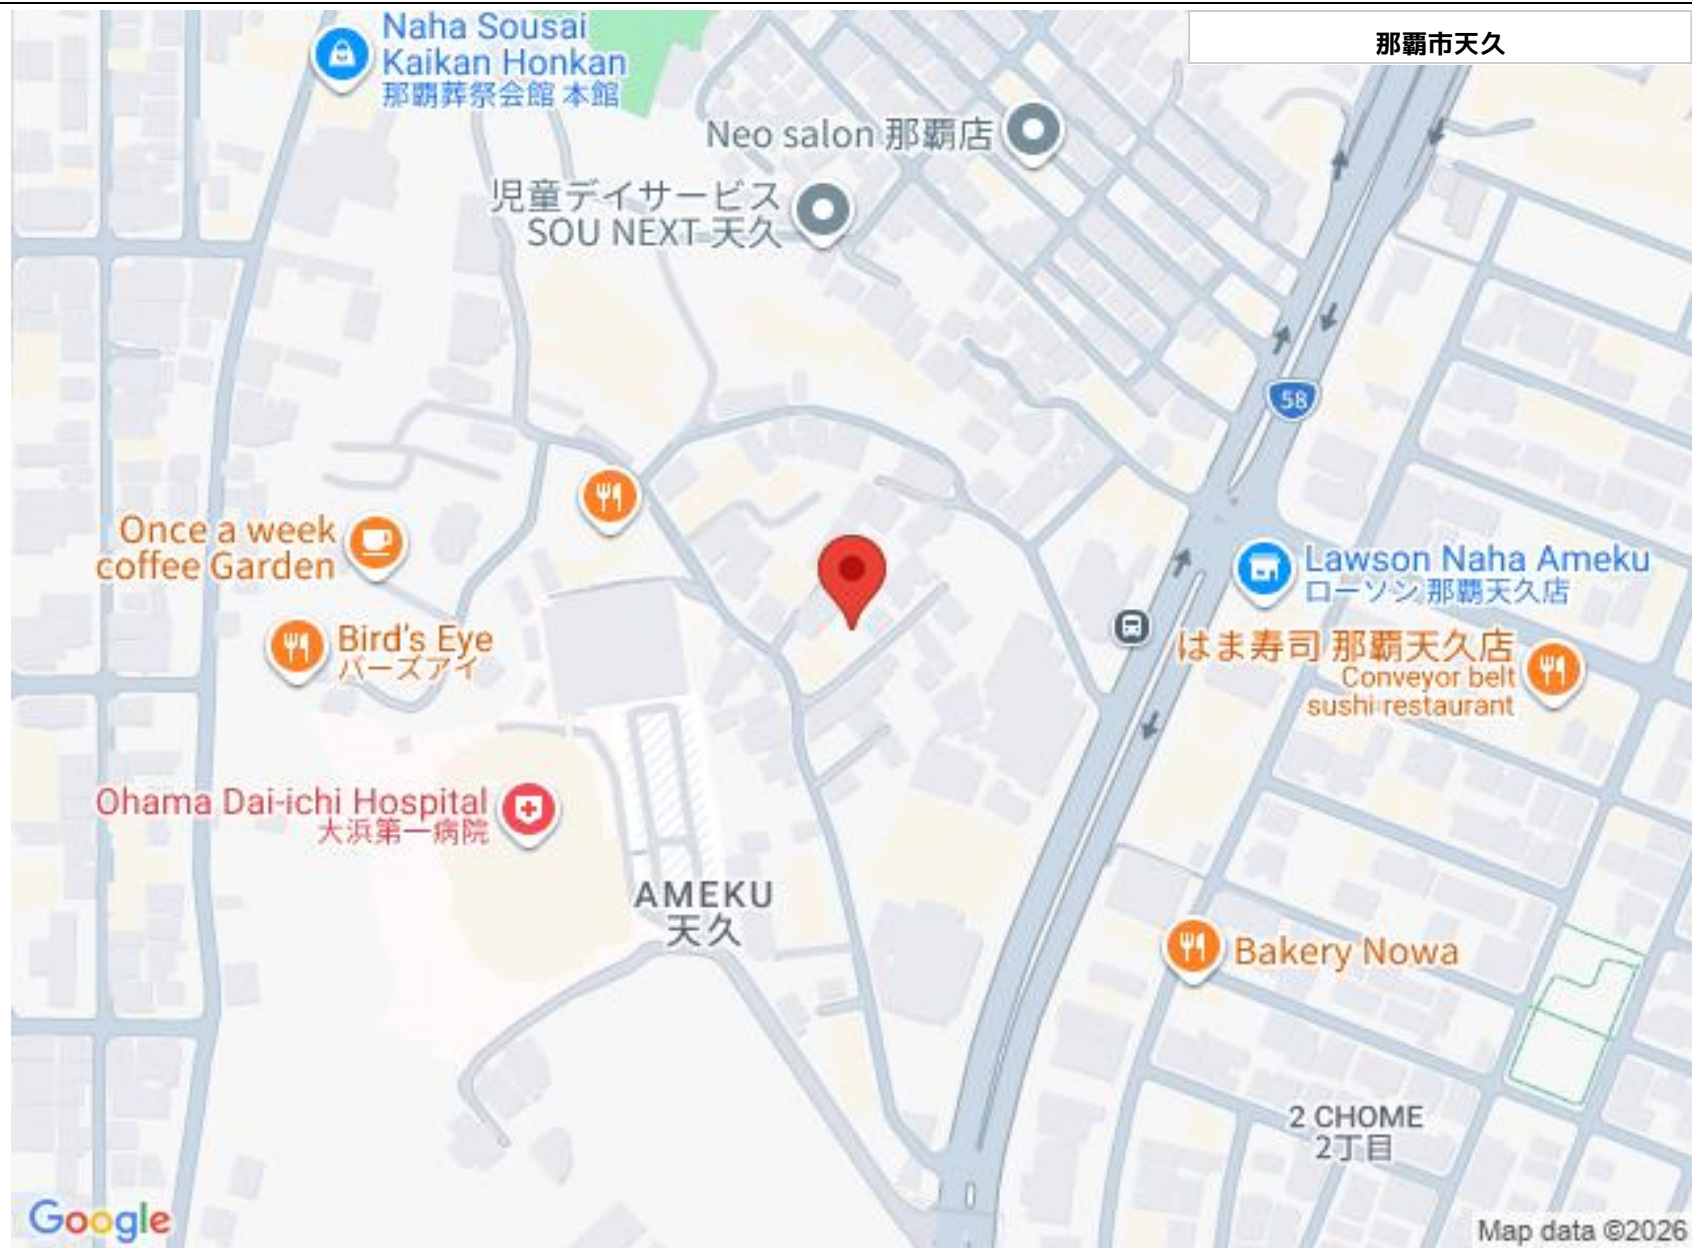 那覇市天久
Naha Sousai
Kaikan Honkan
那覇葬祭会館 本館
Neo salon 那覇店
児童デイサービス
SOU NEXT 天久
58
Once a week
coffee Garden
Lawson Naha Ameku
ローソン 那覇天久店
Bird's Eye
バーズアイ
はま寿司 那覇天久店
Conveyor belt
sushi restaurant
Ohama Dai-ichi Hospital
大浜第一病院
AMEKU
天久
Bakery Nowa
2 CHOME
2丁目
Google
Map data ©2026